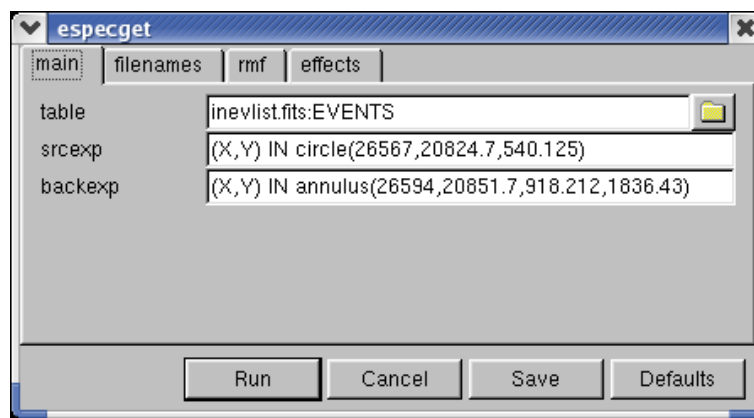 especget
main filenames rmf effects
table inevlist.fits:EVENTS
srcexp (X,Y) IN circle(26567,20824.7,540.125)
backexp (X,Y) IN annulus(26594,20851.7,918.212,1836.43)
Run Cancel Save Defaults